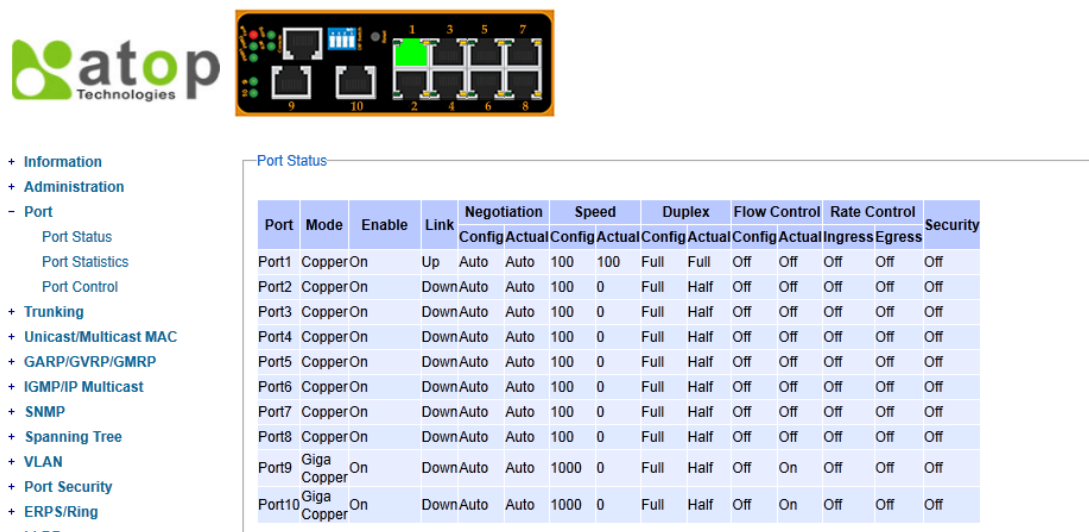 atop
Technologies
1 3 5 7
9 10 2 4 6 8
+ Information
+ Administration
− Port
Port Status
Port Statistics
Port Control
+ Trunking
+ Unicast/Multicast MAC
+ GARP/GVRP/GMRP
+ IGMP/IP Multicast
+ SNMP
+ Spanning Tree
+ VLAN
+ Port Security
+ ERPS/Ring
Port Status
Port Mode Enable Link Negotiation Speed Duplex Flow Control Rate Control Security
Config Actual Config Actual Config Actual Config Actual Ingress Egress
Port1 Copper On Up Auto Auto 100 100 Full Full Off Off Off Off Off
Port2 Copper On Down Auto Auto 100 0 Full Half Off Off Off Off Off
Port3 Copper On Down Auto Auto 100 0 Full Half Off Off Off Off Off
Port4 Copper On Down Auto Auto 100 0 Full Half Off Off Off Off Off
Port5 Copper On Down Auto Auto 100 0 Full Half Off Off Off Off Off
Port6 Copper On Down Auto Auto 100 0 Full Half Off Off Off Off Off
Port7 Copper On Down Auto Auto 100 0 Full Half Off Off Off Off Off
Port8 Copper On Down Auto Auto 100 0 Full Half Off Off Off Off Off
Port9 Giga Copper On Down Auto Auto 1000 0 Full Half Off On Off Off Off
Port10 Giga Copper On Down Auto Auto 1000 0 Full Half Off On Off Off Off